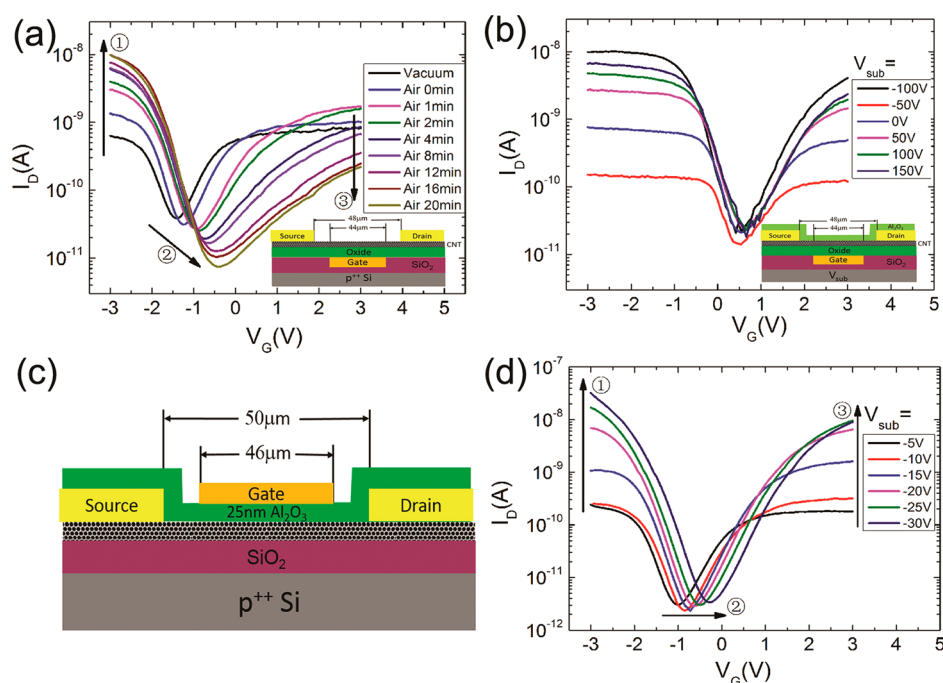 (a)
①
②
③
10⁻⁸
10⁻⁹
10⁻¹⁰
10⁻¹¹
I_D(A)
Vacuum
Air 0min
Air 1min
Air 2min
Air 4min
Air 8min
Air 12min
Air 16min
Air 20min
48μm
44μm
Source
Drain
CNT
Oxide
Gate
SiO₂
p⁺⁺ Si
-5 -4 -3 -2 -1 0 1 2 3 4 5
V_G(V)
(b)
10⁻⁸
10⁻⁹
10⁻¹⁰
10⁻¹¹
I_D(A)
V_sub=
-100V
-50V
0V
50V
100V
150V
48μm
44μm
Al₂O₃
Source
Drain
CNT
Oxide
Gate
SiO₂
V_sub
-5 -4 -3 -2 -1 0 1 2 3 4 5
V_G(V)
(c)
50μm
46μm
Gate
Source
25nm Al₂O₃
Drain
SiO₂
p⁺⁺ Si
(d)
10⁻⁷
10⁻⁸
10⁻⁹
10⁻¹⁰
10⁻¹¹
10⁻¹²
I_D(A)
①
②
③
V_sub=
-5V
-10V
-15V
-20V
-25V
-30V
-4 -3 -2 -1 0 1 2 3 4 5
V_G(V)